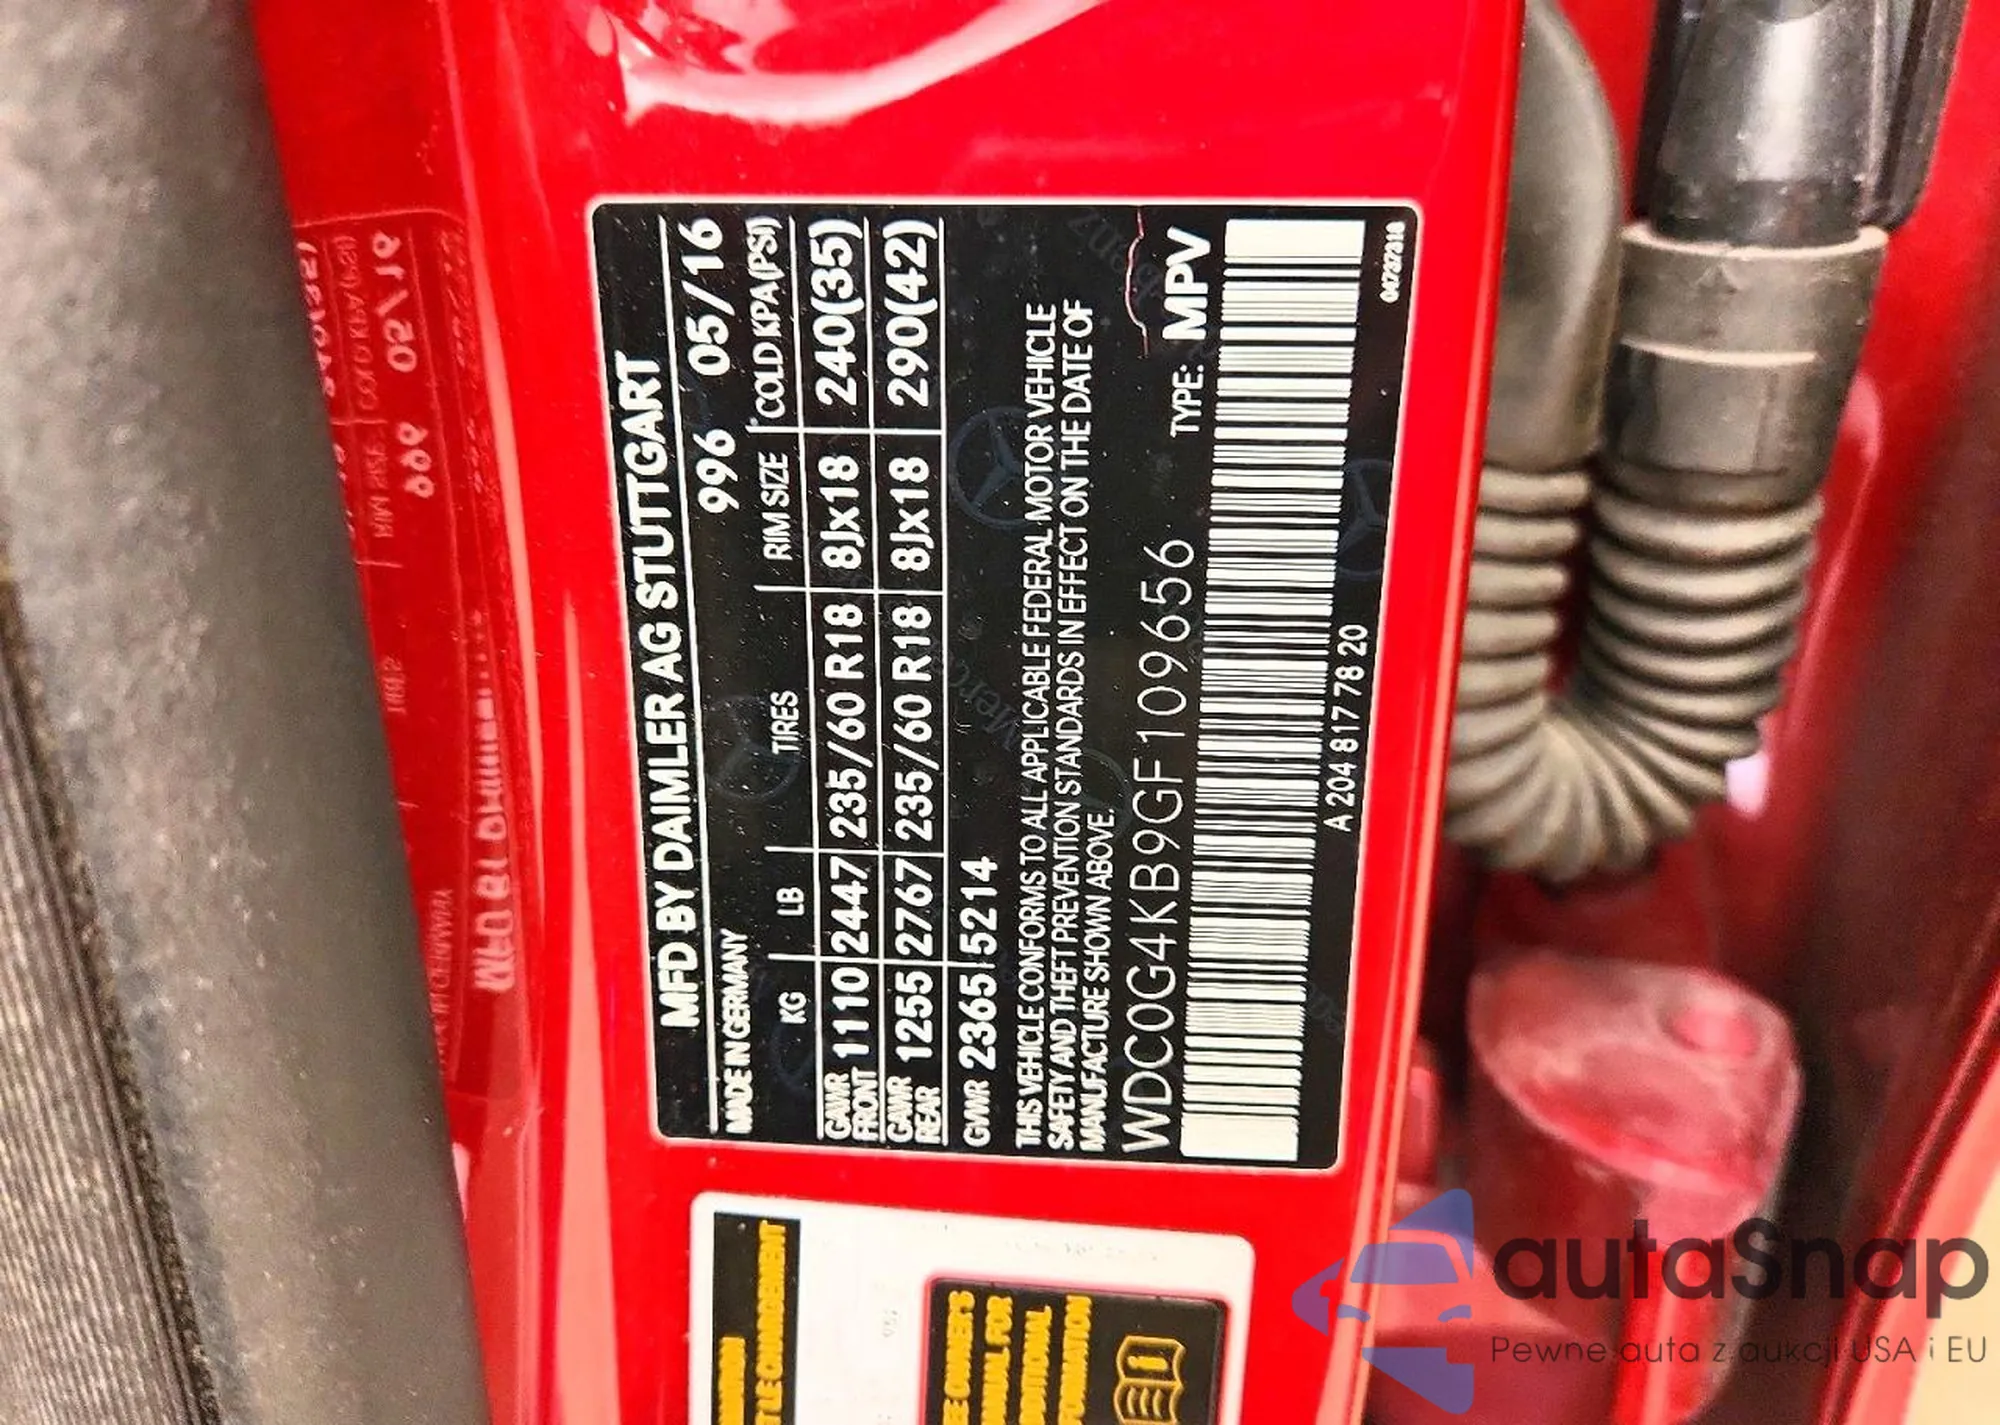 MFD BY DAIMLER AG STUTTGART
MADE IN GERMANY 996 05/16
KG LB TIRES RIM SIZE COLD KPA(PSI)
GAWR FRONT 1110 2447 235/60 R18 8Jx18 240(35)
GAWR REAR 1255 2767 235/60 R18 8Jx18 290(42)
GVWR 2365 5214
THIS VEHICLE CONFORMS TO ALL APPLICABLE FEDERAL MOTOR VEHICLE
SAFETY AND THEFT PREVENTION STANDARDS IN EFFECT ON THE DATE OF
MANUFACTURE SHOWN ABOVE.
WDC0G4KB9GF109656 TYPE: MPV
A 204 817 78 20
04737318
OWNER'S
FOR
autaSnap
Pewne auta z aukcji USA i EU